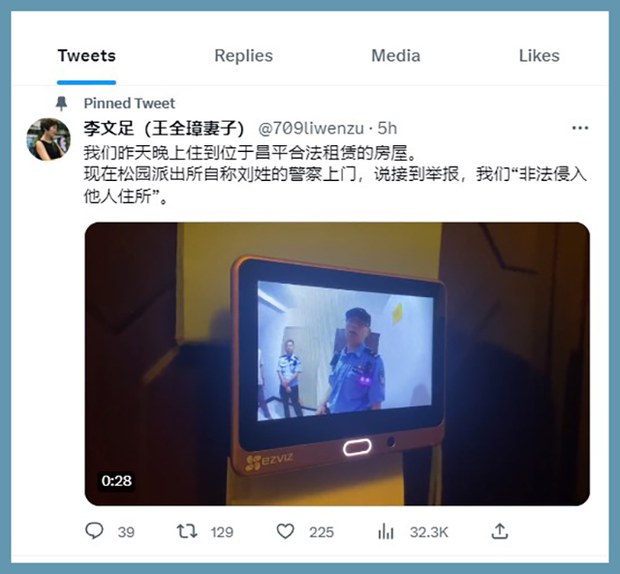 Tweets Replies Media Likes
Pinned Tweet
李文足（王全璋妻子） @709liwenzu · 5h
我们昨天晚上住到位于昌平合法租赁的房屋。
现在松园派出所自称刘姓的警察上门，说接到举报，我们“非法侵入
他人住所”。
ezviz
0:28
39 129 225 32.3K